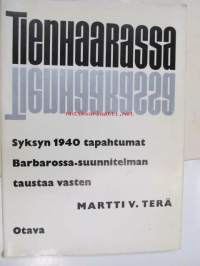 Tienhaarassa
Syksyn 1940 tapahtumat
Barbarossa-suunnitelman
taustaa vasten
MARTTI V. TERÄ
Otava